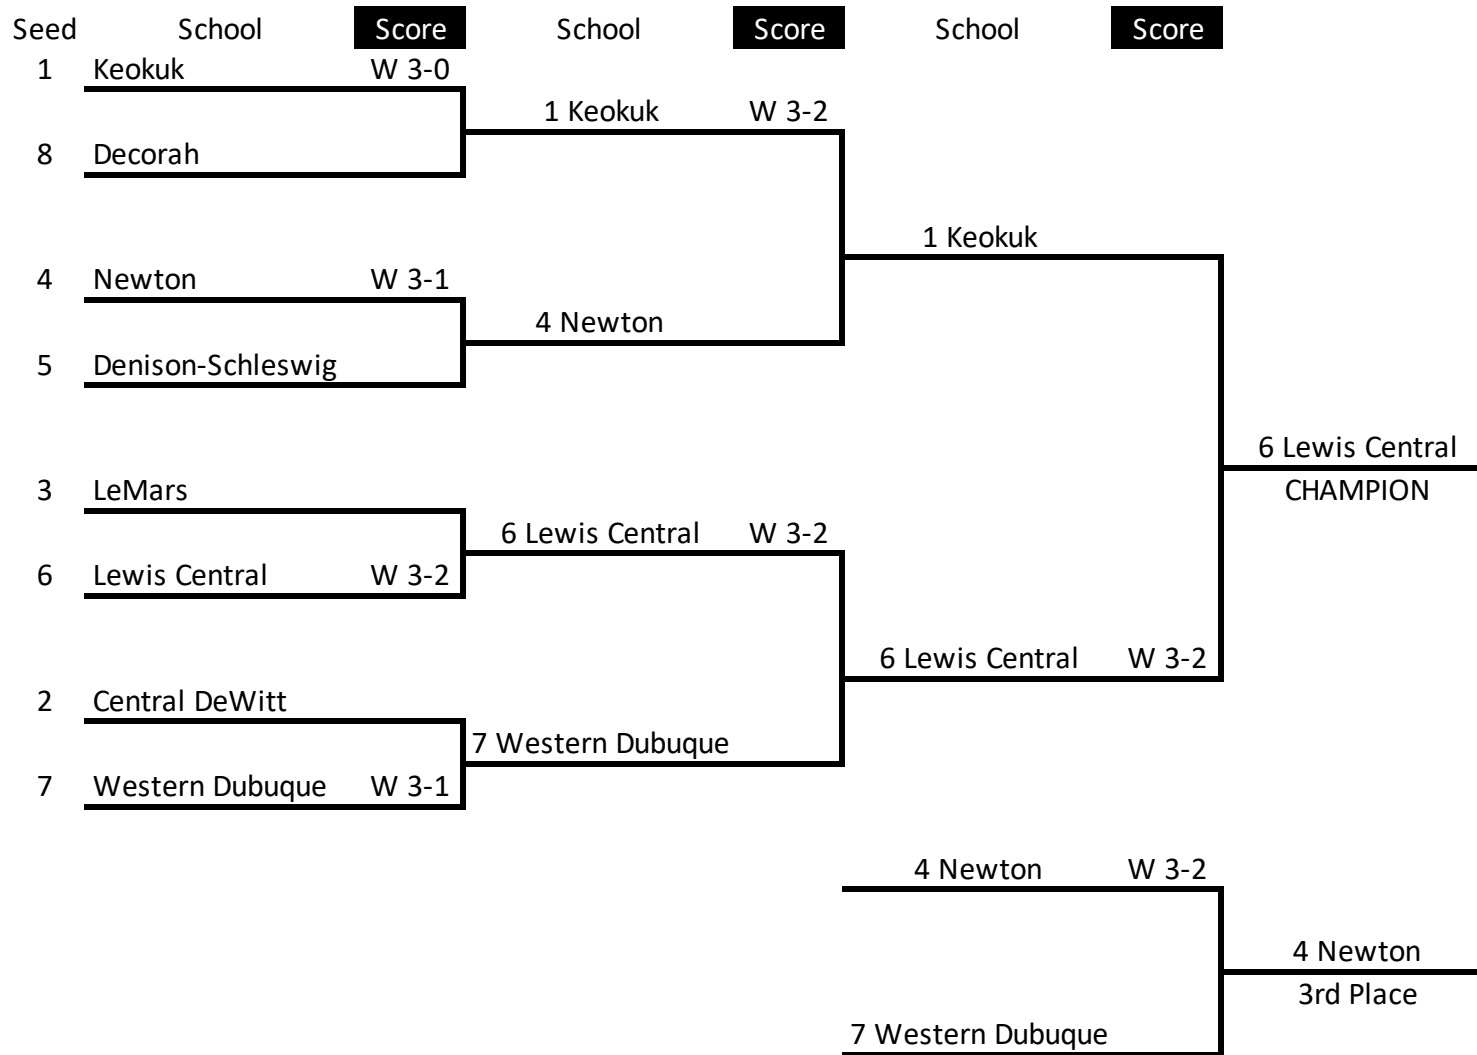 Seed School Score School Score School Score
1 Keokuk W 3-0
1 Keokuk W 3-2
8 Decorah
1 Keokuk
4 Newton W 3-1
4 Newton
5 Denison-Schleswig
6 Lewis Central
CHAMPION
3 LeMars
6 Lewis Central W 3-2
6 Lewis Central W 3-2
6 Lewis Central W 3-2
2 Central DeWitt
7 Western Dubuque
7 Western Dubuque W 3-1
4 Newton W 3-2
4 Newton
3rd Place
7 Western Dubuque